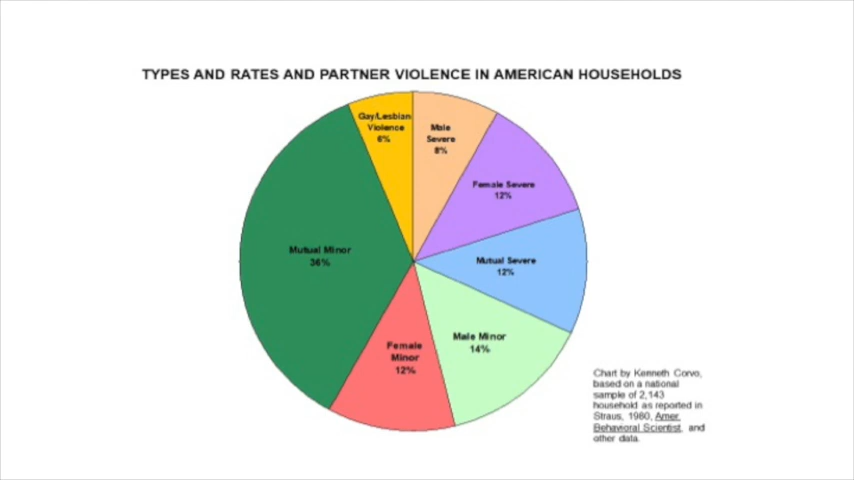 TYPES AND RATES AND PARTNER VIOLENCE IN AMERICAN HOUSEHOLDS
Gay/Lesbian
Violence
6%
Male
Severe
8%
Female Severe
12%
Mutual Severe
12%
Male Minor
14%
Female
Minor
12%
Mutual Minor
36%
Chart by Kenneth Corvo,
based on a national
sample of 2,143
household as reported in
Straus, 1980, Amer
Behavioral Scientist, and
other data.